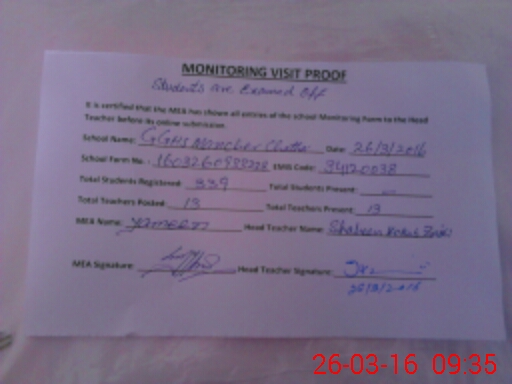 MONITORING VISIT PROOF
Students are Examed off
It is certified that the MEA has shown all entries of the school Monitoring Form to the Head
Teacher before its online submission.
School Name: GGHS Chatha Date: 26/3/2016
School Form No. EMIS Code: 34120038
Total Students Registered: 339 Total Students Present: -
Total Teachers Posted: 13 Total Teachers Present: 13
MEA Name: Head Teacher Name: Shaheen
MEA Signature: Head Teacher Signature:
26/3/2016
26-03-16 09:35